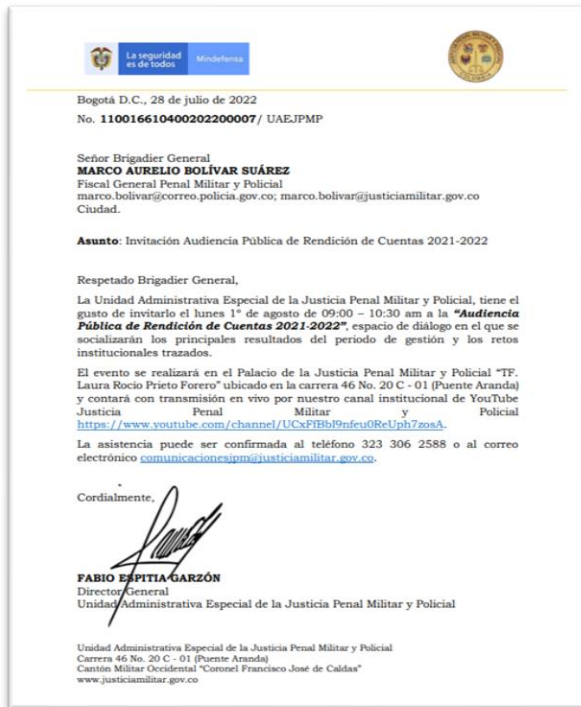 La seguridad
es de todos
Mindefensa
COLOMBIA
Bogotá D.C., 28 de julio de 2022
No. 110016610400202200007/ UAEJPMP
Señor Brigadier General
MARCO AURELIO BOLÍVAR SUÁREZ
Fiscal General Penal Militar y Policial
marco.bolivar@correo.policia.gov.co; marco.bolivar@justiciamilitar.gov.co
Ciudad.
Asunto: Invitación Audiencia Pública de Rendición de Cuentas 2021-2022
Respetado Brigadier General,
La Unidad Administrativa Especial de la Justicia Penal Militar y Policial, tiene el
gusto de invitarlo el lunes 1º de agosto de 09:00 – 10:30 am a la "Audiencia
Pública de Rendición de Cuentas 2021-2022", espacio de diálogo en el que se
socializarán los principales resultados del periodo de gestión y los retos
institucionales trazados.
El evento se realizará en el Palacio de la Justicia Penal Militar y Policial "TF.
Laura Rocio Prieto Forero" ubicado en la carrera 46 No. 20 C - 01 (Puente Aranda)
y contará con transmisión en vivo por nuestro canal institucional de YouTube
Justicia Penal Militar y Policial
https://www.youtube.com/channel/UCxFfBbI9nfeu0ReUph7zosA.
La asistencia puede ser confirmada al teléfono 323 306 2588 o al correo
electrónico comunicacionesjpm@justiciamilitar.gov.co.
Cordialmente,
FABIO ESPITIA GARZÓN
Director General
Unidad Administrativa Especial de la Justicia Penal Militar y Policial
Unidad Administrativa Especial de la Justicia Penal Militar y Policial
Carrera 46 No. 20 C - 01 (Puente Aranda)
Cantón Militar Occidental "Coronel Francisco José de Caldas"
www.justiciamilitar.gov.co